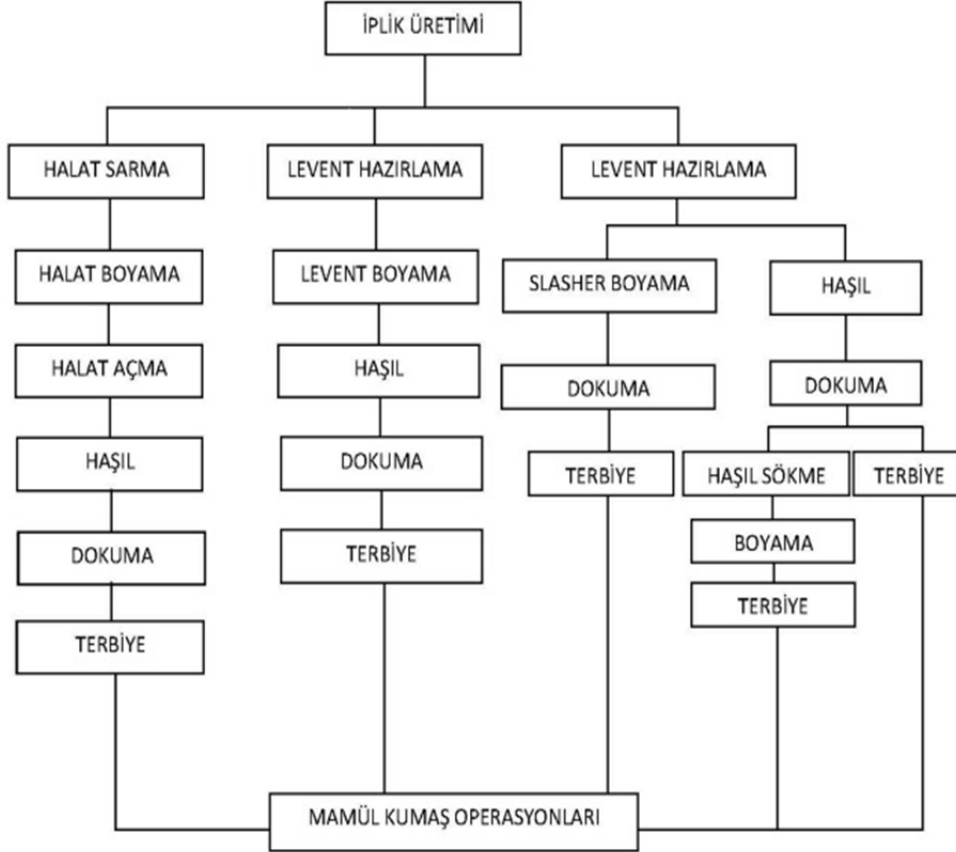 İPLİK ÜRETİMİ
HALAT SARMA
LEVENT HAZIRLAMA
LEVENT HAZIRLAMA
HALAT BOYAMA
LEVENT BOYAMA
SLASHER BOYAMA
HAŞIL
HALAT AÇMA
HAŞIL
DOKUMA
DOKUMA
HAŞIL
DOKUMA
TERBİYE
HAŞIL SÖKME
TERBİYE
DOKUMA
TERBİYE
BOYAMA
TERBİYE
TERBİYE
MAMÜL KUMAŞ OPERASYONLARI